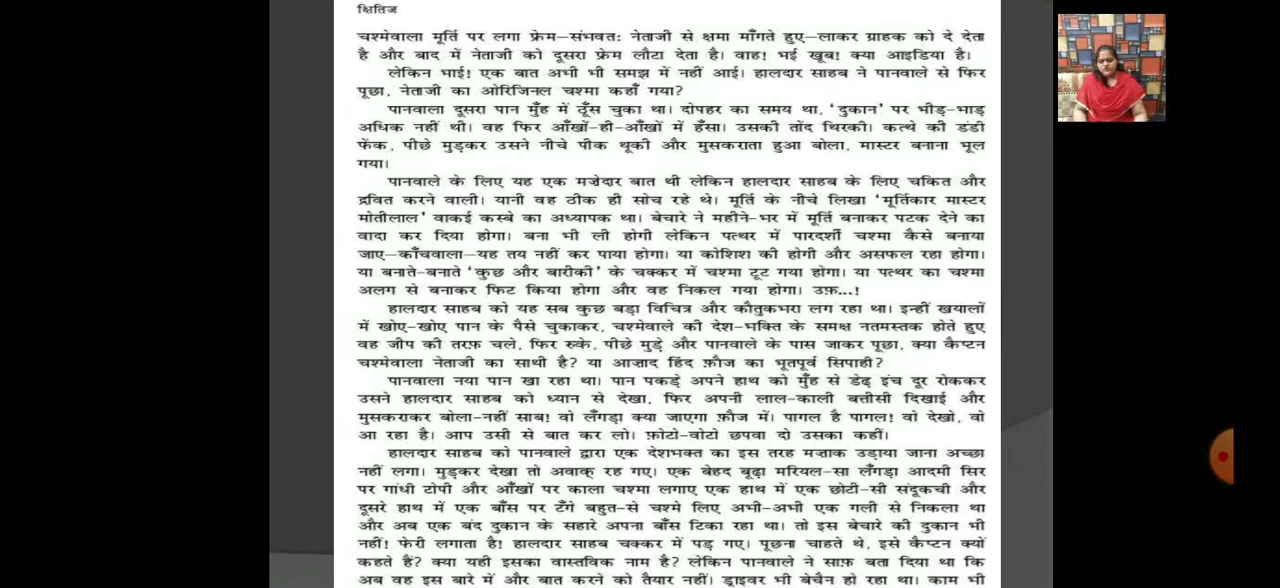 क्षितिज
चश्मेवाला मूर्ति पर लगा फ्रेम—संभवतः नेताजी से क्षमा माँगते हुए—लाकर ग्राहक को दे देता
है और बाद में नेताजी को दूसरा फ्रेम लौटा देता है। वाह! भई खूब! क्या आइडिया है।
लेकिन भाई! एक बात अभी भी समझ में नहीं आई। हालदार साहब ने पानवाले से फिर
पूछा, नेताजी का ओरिजिनल चश्मा कहाँ गया?
पानवाला दूसरा पान मुँह में ठूँस चुका था। दोपहर का समय था, ‘दुकान’ पर भीड़-भाड़
अधिक नहीं थी। वह फिर आँखों-ही-आँखों में हँसा। उसकी तोंद थिरकी। कत्थे की डंडी
फेंक, पीछे मुड़कर उसने नीचे पीक थूकी और मुसकराता हुआ बोला, मास्टर बनाना भूल
गया।
पानवाले के लिए यह एक मज़ेदार बात थी लेकिन हालदार साहब के लिए चकित और
द्रवित करने वाली। यानी वह ठीक ही सोच रहे थे। मूर्ति के नीचे लिखा ‘मूर्तिकार मास्टर
मोतीलाल’ वाकई कस्बे का अध्यापक था। बेचारे ने महीने-भर में मूर्ति बनाकर पटक देने का
वादा कर दिया होगा। बना भी ली होगी लेकिन पत्थर में पारदर्शी चश्मा कैसे बनाया
जाए—काँचवाला—यह तय नहीं कर पाया होगा। या कोशिश की होगी और असफल रहा होगा।
या बनाते-बनाते ‘कुछ और बारीकी’ के चक्कर में चश्मा टूट गया होगा। या पत्थर का चश्मा
अलग से बनाकर फिट किया होगा और वह निकल गया होगा। उफ़...!
हालदार साहब को यह सब कुछ बड़ा विचित्र और कौतुकभरा लग रहा था। इन्हीं खयालों
में खोए-खोए पान के पैसे चुकाकर, चश्मेवाले की देश-भक्ति के समक्ष नतमस्तक होते हुए
वह जीप की तरफ़ चले, फिर रुके, पीछे मुड़े और पानवाले के पास जाकर पूछा, क्या कैप्टन
चश्मेवाला नेताजी का साथी है? या आज़ाद हिंद फ़ौज का भूतपूर्व सिपाही?
पानवाला नया पान खा रहा था। पान पकड़े अपने हाथ को मुँह से डेढ़ इंच दूर रोककर
उसने हालदार साहब को ध्यान से देखा, फिर अपनी लाल-काली बत्तीसी दिखाई और
मुसकराकर बोला-नहीं साब! वो लँगड़ा क्या जाएगा फ़ौज में। पागल है पागल! वो देखो, वो
आ रहा है। आप उसी से बात कर लो। फ़ोटो-वोटो छपवा दो उसका कहीं।
हालदार साहब को पानवाले द्वारा एक देशभक्त का इस तरह मज़ाक उड़ाया जाना अच्छा
नहीं लगा। मुड़कर देखा तो अवाक् रह गए। एक बेहद बूढ़ा मरियल-सा लँगड़ा आदमी सिर
पर गांधी टोपी और आँखों पर काला चश्मा लगाए एक हाथ में एक छोटी-सी संदूकची और
दूसरे हाथ में एक बाँस पर टँगे बहुत-से चश्मे लिए अभी-अभी एक गली से निकला था
और अब एक बंद दुकान के सहारे अपना बाँस टिका रहा था। तो इस बेचारे की दुकान भी
नहीं! फेरी लगाता है! हालदार साहब चक्कर में पड़ गए। पूछना चाहते थे, इसे कैप्टन क्यों
कहते हैं? क्या यही इसका वास्तविक नाम है? लेकिन पानवाले ने साफ़ बता दिया था कि
अब वह इस बारे में और बात करने को तैयार नहीं। ड्राइवर भी बेचैन हो रहा था। काम भी